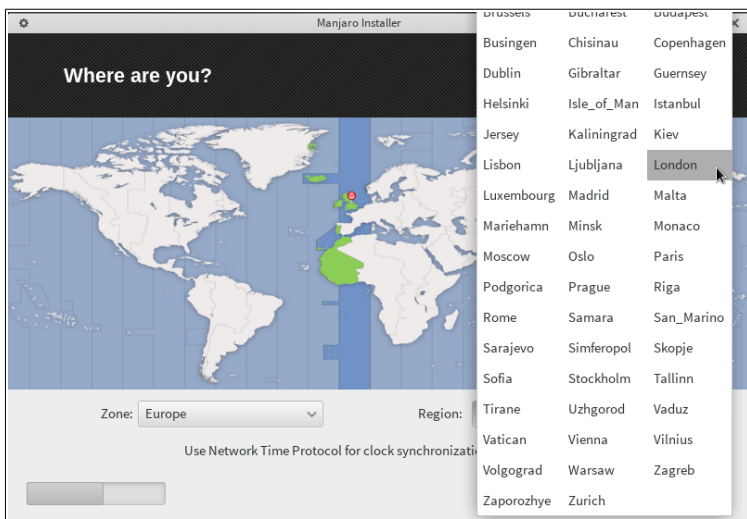 Manjaro Installer
Where are you?
Brussels Bucharest Budapest
Busingen Chisinau Copenhagen
Dublin Gibraltar Guernsey
Helsinki Isle_of_Man Istanbul
Jersey Kaliningrad Kiev
Lisbon Ljubljana London
Luxembourg Madrid Malta
Mariehamn Minsk Monaco
Moscow Oslo Paris
Podgorica Prague Riga
Rome Samara San_Marino
Sarajevo Simferopol Skopje
Sofia Stockholm Tallinn
Tirane Uzhgorod Vaduz
Vatican Vienna Vilnius
Volgograd Warsaw Zagreb
Zaporozhye Zurich
Zone: Europe Region:
Use Network Time Protocol for clock synchronizati